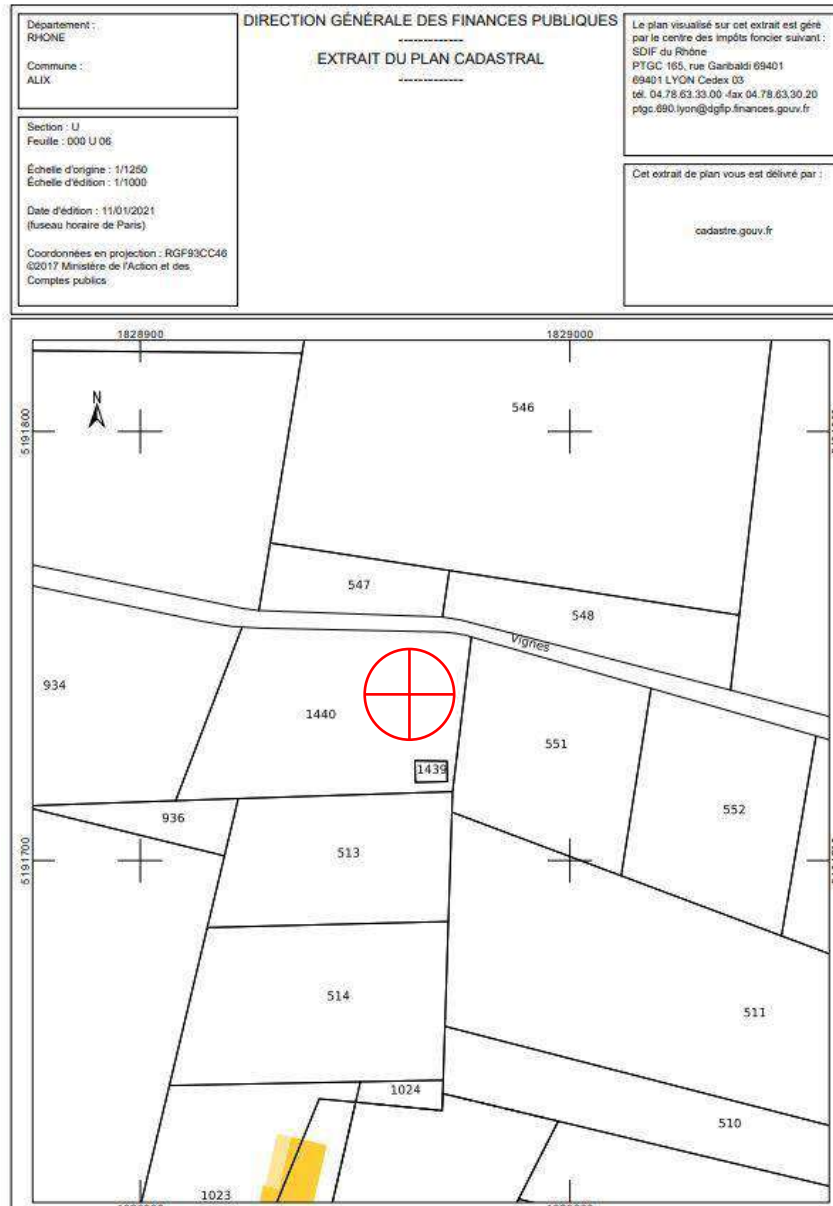 Département :
RHONE
Commune :
ALIX
Section : U
Feuille : 000 U 06
Échelle d'origine : 1/1250
Échelle d'édition : 1/1000
Date d'édition : 11/01/2021
(fuseau horaire de Paris)
Coordonnées en projection : RGF93CC46
©2017 Ministère de l'Action et des
Comptes publics
DIRECTION GÉNÉRALE DES FINANCES PUBLIQUES
-------------
EXTRAIT DU PLAN CADASTRAL
-------------
Le plan visualisé sur cet extrait est géré
par le centre des impôts foncier suivant :
SDIF du Rhône
PTGC 165, rue Garibaldi 69401
69401 LYON Cedex 03
tél. 04.78.63.33.00 -fax 04.78.63.30.20
ptgc.690.lyon@dgfip.finances.gouv.fr
Cet extrait de plan vous est délivré par :
cadastre.gouv.fr
1828900
1829000
N
5191800
546
547
548
Vignes
934
1440
551
1439
552
936
513
5191700
514
511
1024
510
1023